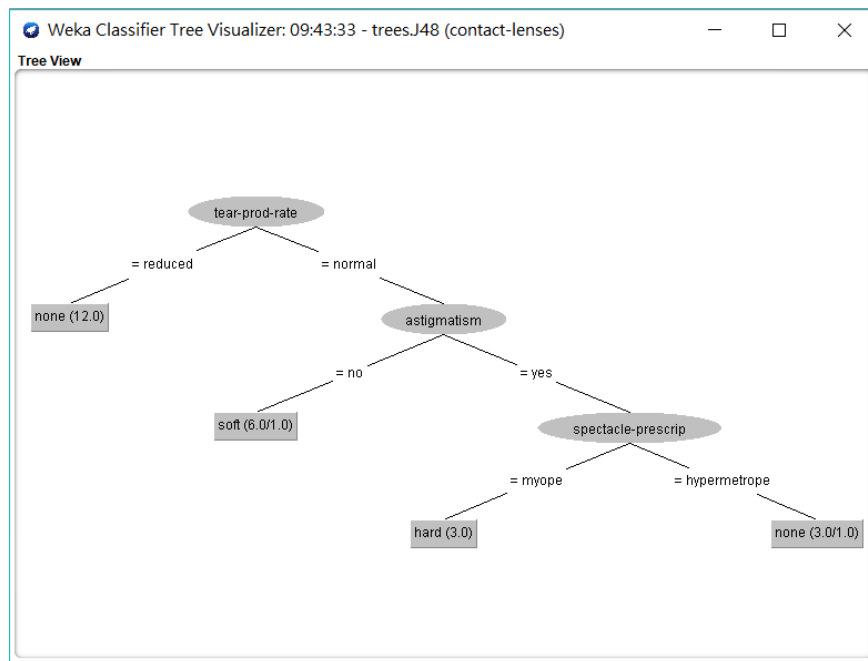 Weka Classifier Tree Visualizer: 09:43:33 - trees.J48 (contact-lenses)
Tree View
tear-prod-rate
= reduced
= normal
none (12.0)
astigmatism
= no
= yes
soft (6.0/1.0)
spectacle-prescrip
= myope
= hypermetrope
hard (3.0)
none (3.0/1.0)